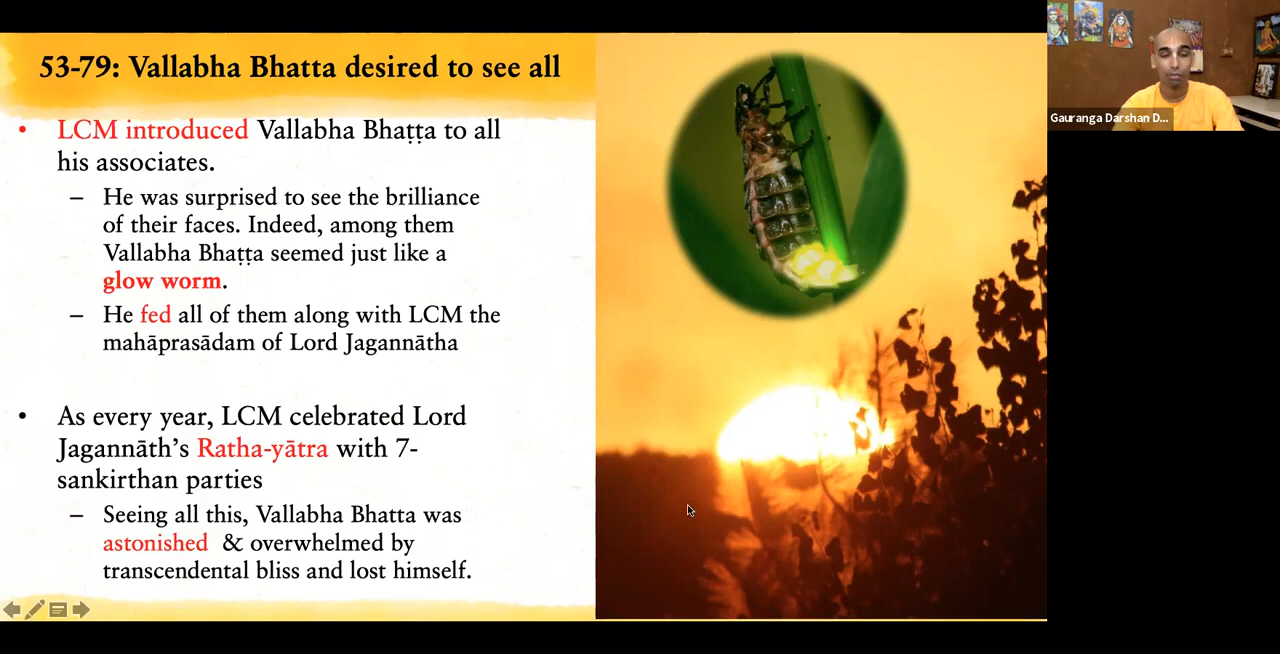 53-79: Vallabha Bhatta desired to see all
• LCM introduced Vallabha Bhaṭṭa to all
his associates.
– He was surprised to see the brilliance
of their faces. Indeed, among them
Vallabha Bhaṭṭa seemed just like a
glow worm.
– He fed all of them along with LCM the
mahāprasādam of Lord Jagannātha
• As every year, LCM celebrated Lord
Jagannāth’s Ratha-yātra with 7-
sankirthan parties
– Seeing all this, Vallabha Bhatta was
astonished & overwhelmed by
transcendental bliss and lost himself.
Gauranga Darshan D...